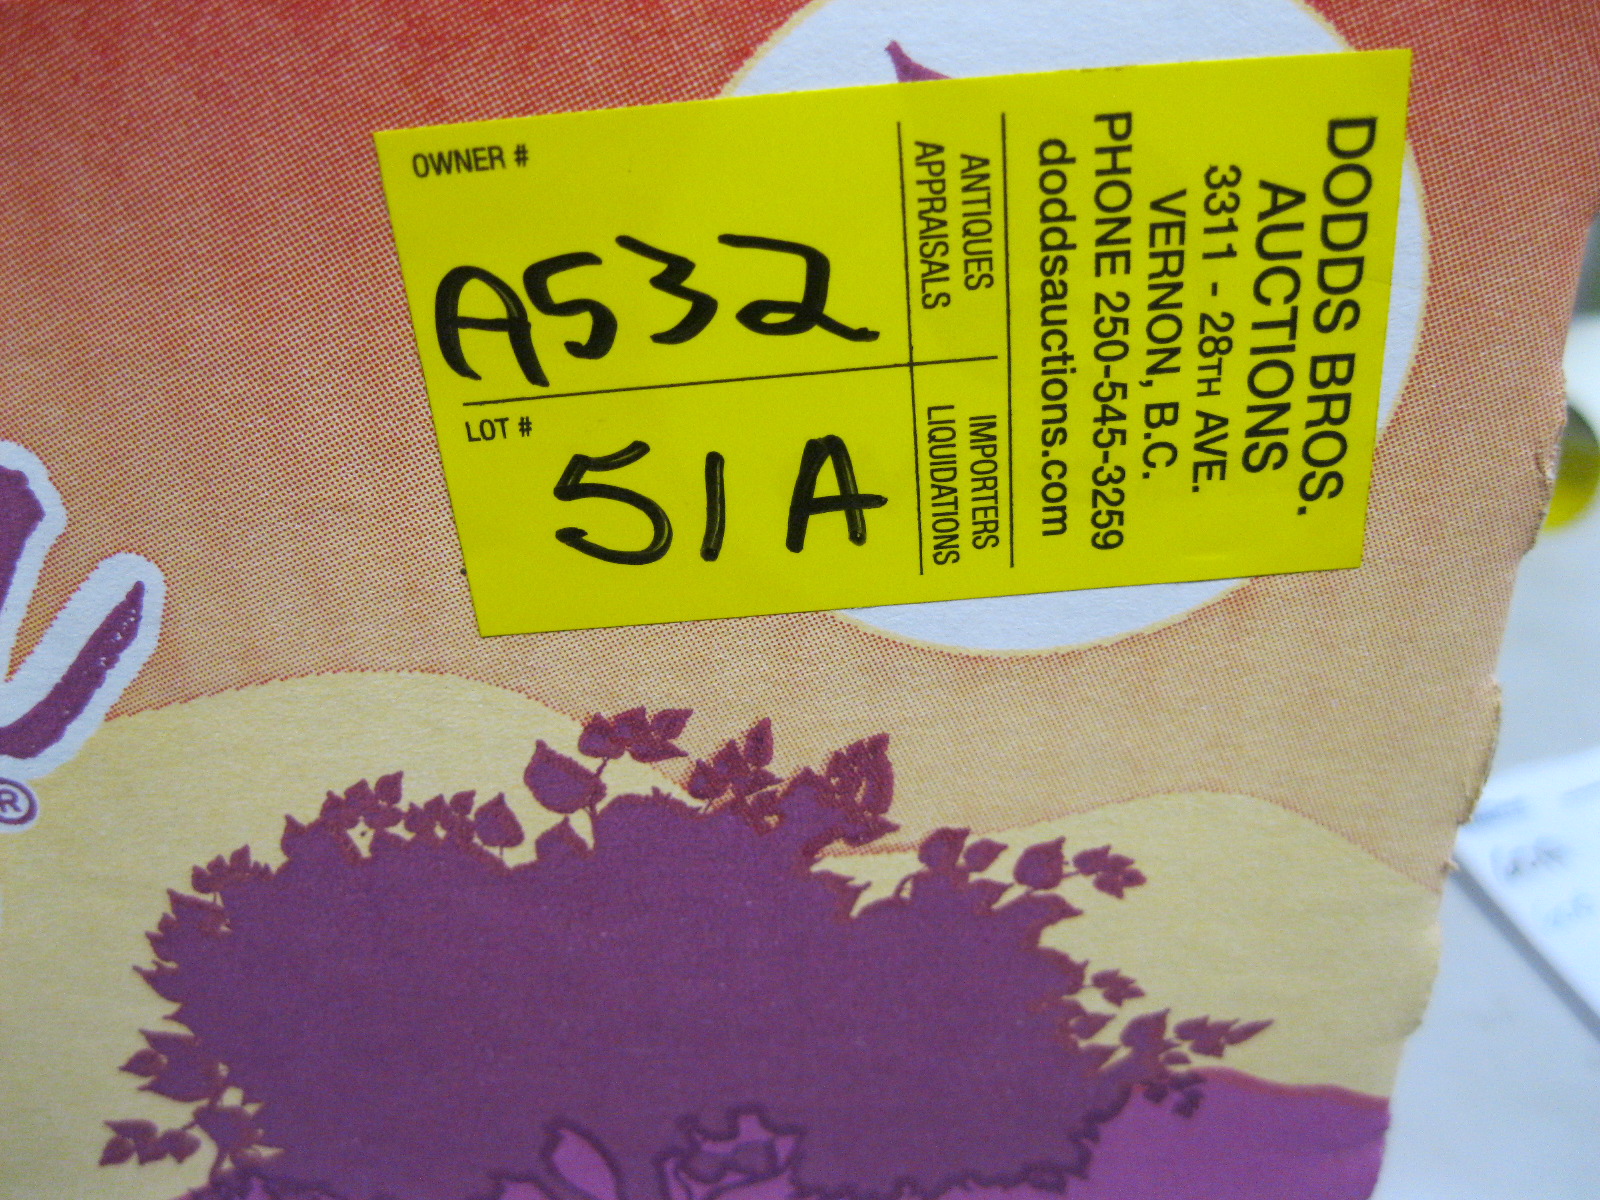 DODDS BROS.
AUCTIONS
3311 - 28TH AVE.
VERNON, B.C.
PHONE 250-545-3259
doddsauctions.com
ANTIQUES
APPRAISALS
IMPORTERS
LIQUIDATIONS
OWNER #
A532
LOT #
51A
®